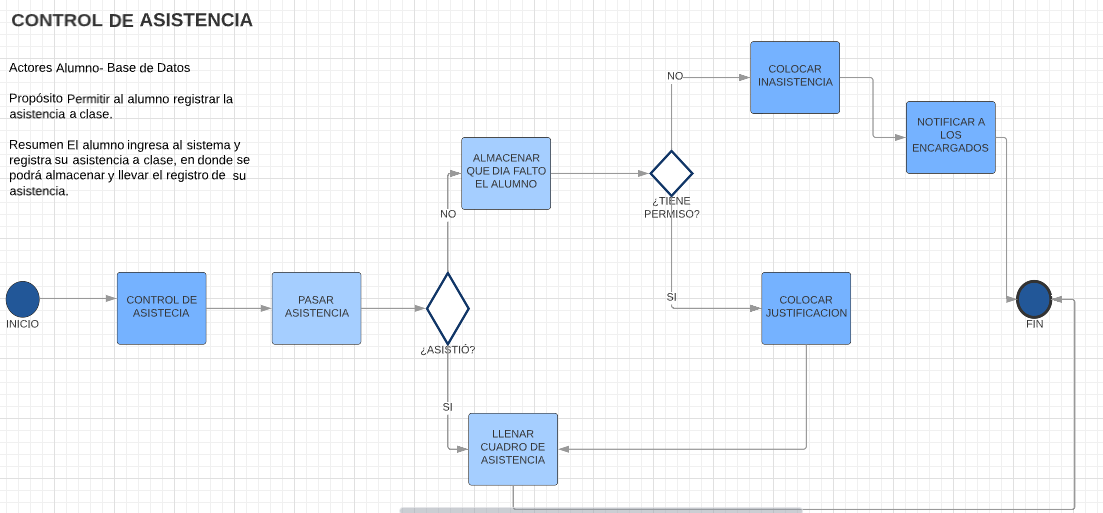 CONTROL DE ASISTENCIA
Actores Alumno- Base de Datos
Propósito Permitir al alumno registrar la
asistencia a clase.
Resumen El alumno ingresa al sistema y
registra su asistencia a clase, en donde se
podrá almacenar y llevar el registro de su
asistencia.
INICIO
CONTROL DE
ASISTECIA
PASAR
ASISTENCIA
¿ASISTIÓ?
NO
ALMACENAR
QUE DIA FALTO
EL ALUMNO
¿TIENE
PERMISO?
NO
COLOCAR
INASISTENCIA
NOTIFICAR A
LOS
ENCARGADOS
SI
COLOCAR
JUSTIFICACION
SI
LLENAR
CUADRO DE
ASISTENCIA
FIN